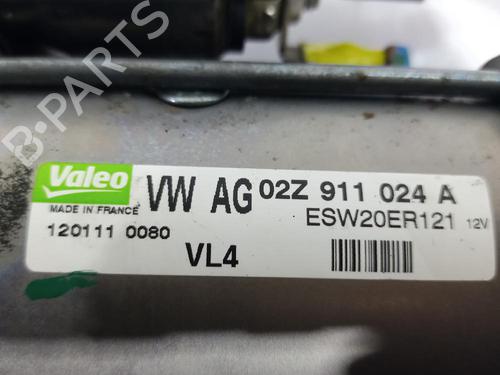 B-PARTS
Valeo
MADE IN FRANCE
VW AG 02Z 911 024 A
ESW20ER121 12V
120111 0080
VL4